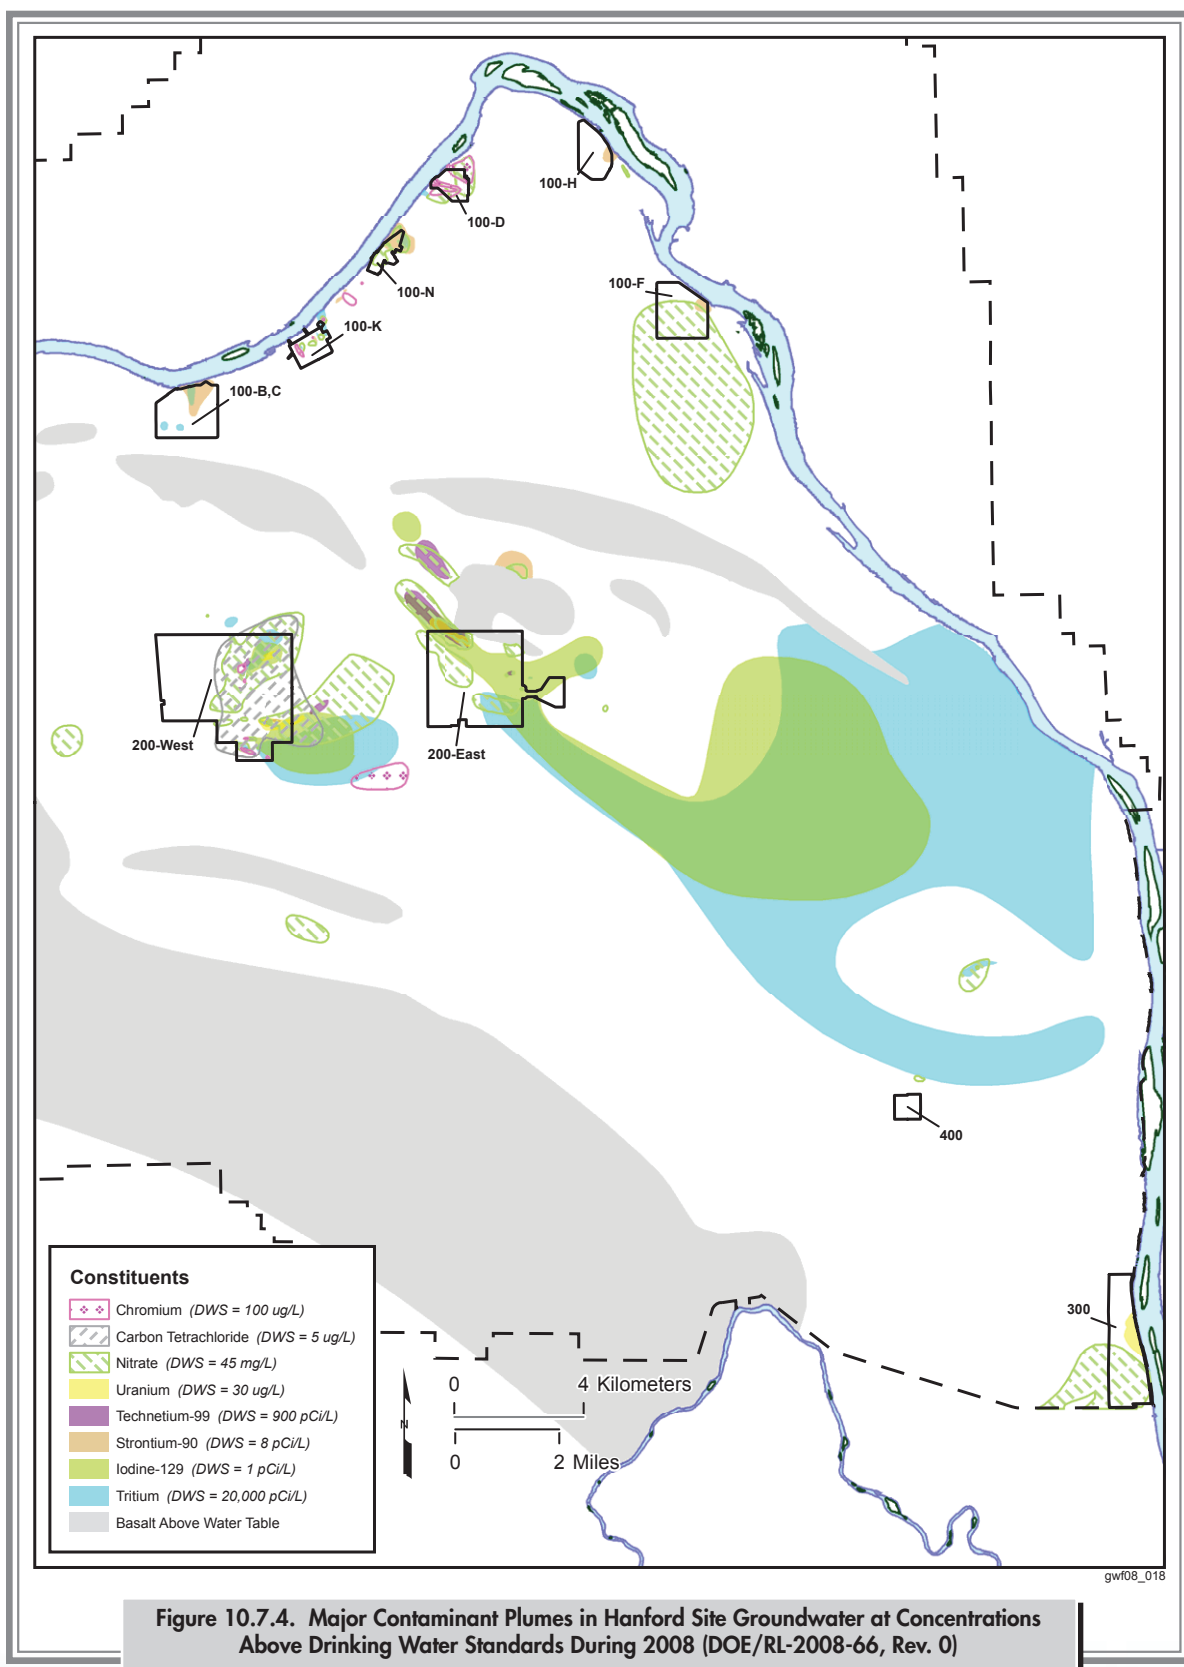 100-H
100-D
100-N
100-F
100-K
100-B,C
200-West
200-East
400
300
Constituents
Chromium (DWS = 100 ug/L)
Carbon Tetrachloride (DWS = 5 ug/L)
Nitrate (DWS = 45 mg/L)
Uranium (DWS = 30 ug/L)
Technetium-99 (DWS = 900 pCi/L)
Strontium-90 (DWS = 8 pCi/L)
Iodine-129 (DWS = 1 pCi/L)
Tritium (DWS = 20,000 pCi/L)
Basalt Above Water Table
N
0 4 Kilometers
0 2 Miles
gwf08_018
Figure 10.7.4. Major Contaminant Plumes in Hanford Site Groundwater at Concentrations
Above Drinking Water Standards During 2008 (DOE/RL-2008-66, Rev. 0)